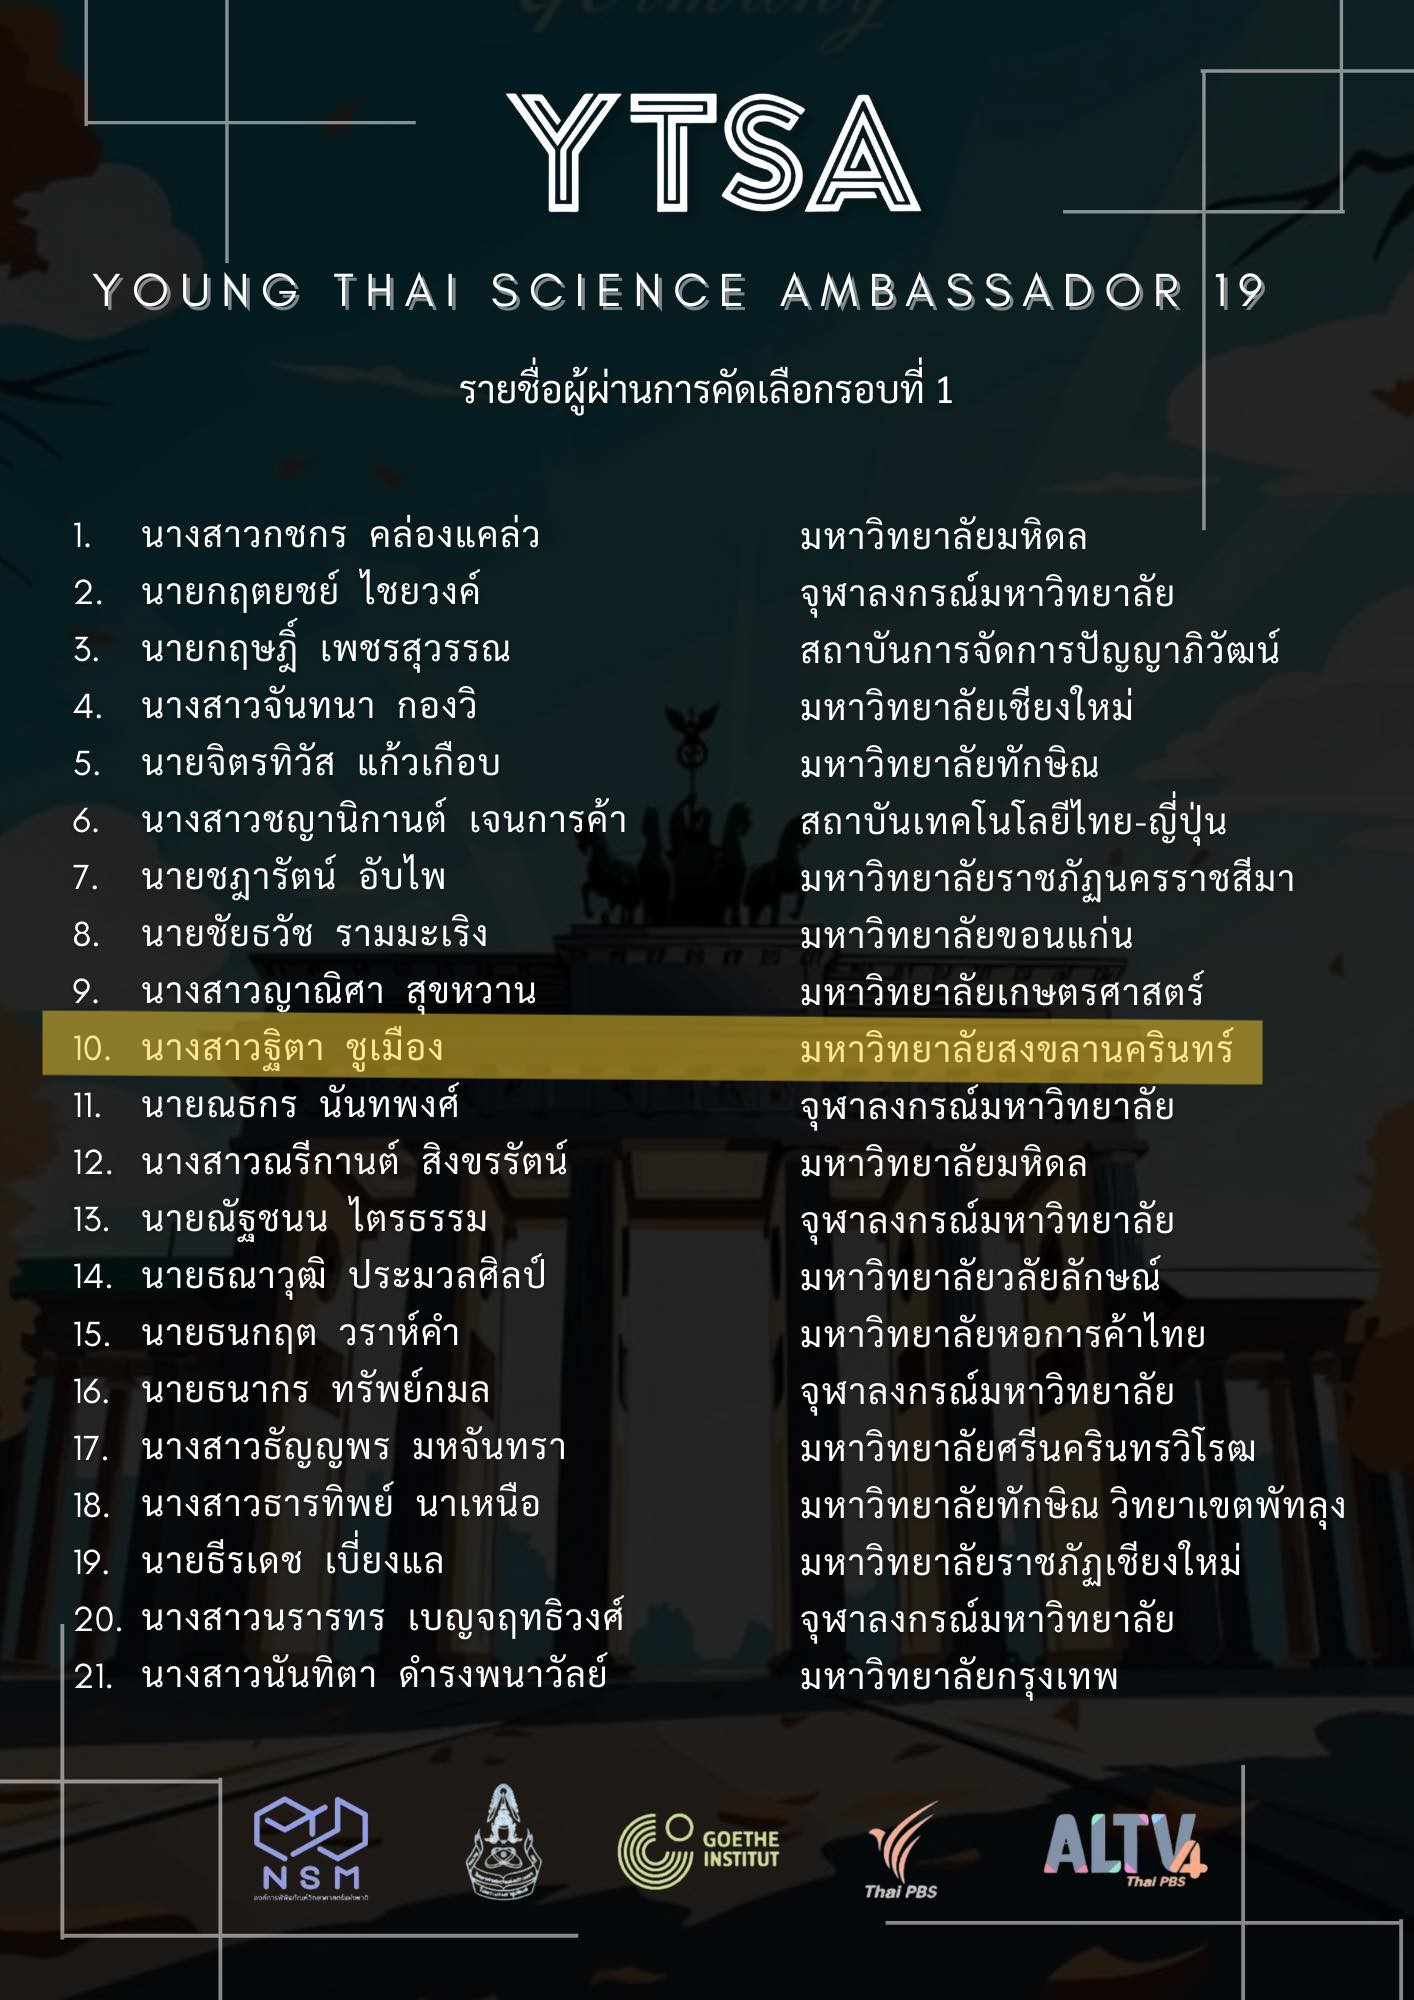 Germany
YTSA
YOUNG THAI SCIENCE AMBASSADOR 19
รายชื่อผู้ผ่านการคัดเลือกรอบที่ 1
1. นางสาวกชกร คล่องแคล่ว มหาวิทยาลัยมหิดล
2. นายกฤตยชย์ ไชยวงค์ จุฬาลงกรณ์มหาวิทยาลัย
3. นายกฤษฎิ์ เพชรสุวรรณ สถาบันการจัดการปัญญาภิวัฒน์
4. นางสาวจันทนา กองวิ มหาวิทยาลัยเชียงใหม่
5. นายจิตรทิวัส แก้วเกือบ มหาวิทยาลัยทักษิณ
6. นางสาวชญานิกานต์ เจนการค้า สถาบันเทคโนโลยีไทย-ญี่ปุ่น
7. นายชฎารัตน์ อับไพ มหาวิทยาลัยราชภัฏนครราชสีมา
8. นายชัยธวัช รามมะเริง มหาวิทยาลัยขอนแก่น
9. นางสาวญาณิศา สุขหวาน มหาวิทยาลัยเกษตรศาสตร์
10. นางสาวฐิตา ชูเมือง มหาวิทยาลัยสงขลานครินทร์
11. นายณธกร นันทพงศ์ จุฬาลงกรณ์มหาวิทยาลัย
12. นางสาวณรีกานต์ สิงขรรัตน์ มหาวิทยาลัยมหิดล
13. นายณัฐชนน ไตรธรรม จุฬาลงกรณ์มหาวิทยาลัย
14. นายธณาวุฒิ ประมวลศิลป์ มหาวิทยาลัยวลัยลักษณ์
15. นายธนกฤต วราห์คำ มหาวิทยาลัยหอการค้าไทย
16. นายธนากร ทรัพย์กมล จุฬาลงกรณ์มหาวิทยาลัย
17. นางสาวธัญญพร มหจันทรา มหาวิทยาลัยศรีนครินทรวิโรฒ
18. นางสาวธารทิพย์ นาเหนือ มหาวิทยาลัยทักษิณ วิทยาเขตพัทลุง
19. นายธีรเดช เบี่ยงแล มหาวิทยาลัยราชภัฏเชียงใหม่
20. นางสาวนรารทร เบญจฤทธิวงศ์ จุฬาลงกรณ์มหาวิทยาลัย
21. นางสาวนันทิตา ดำรงพนาวัลย์ มหาวิทยาลัยกรุงเทพ
NSM
องค์การพิพิธภัณฑ์วิทยาศาสตร์แห่งชาติ
GOETHE
INSTITUT
Thai PBS
ALTV4
Thai PBS